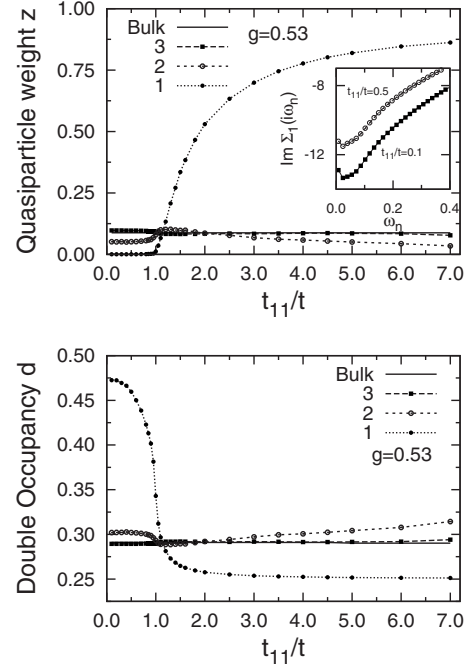 Bulk
3
2
1
g=0.53
Quasiparticle weight z
1.00
0.75
0.50
0.25
0.00
0.0 1.0 2.0 3.0 4.0 5.0 6.0 7.0
t11/t
Im Σ1(iωn)
-8
-12
t11/t=0.5
t11/t=0.1
0.0 0.2 0.4
ωn
Double Occupancy d
0.50
0.45
0.40
0.35
0.30
0.25
Bulk
3
2
1
g=0.53
0.0 1.0 2.0 3.0 4.0 5.0 6.0 7.0
t11/t